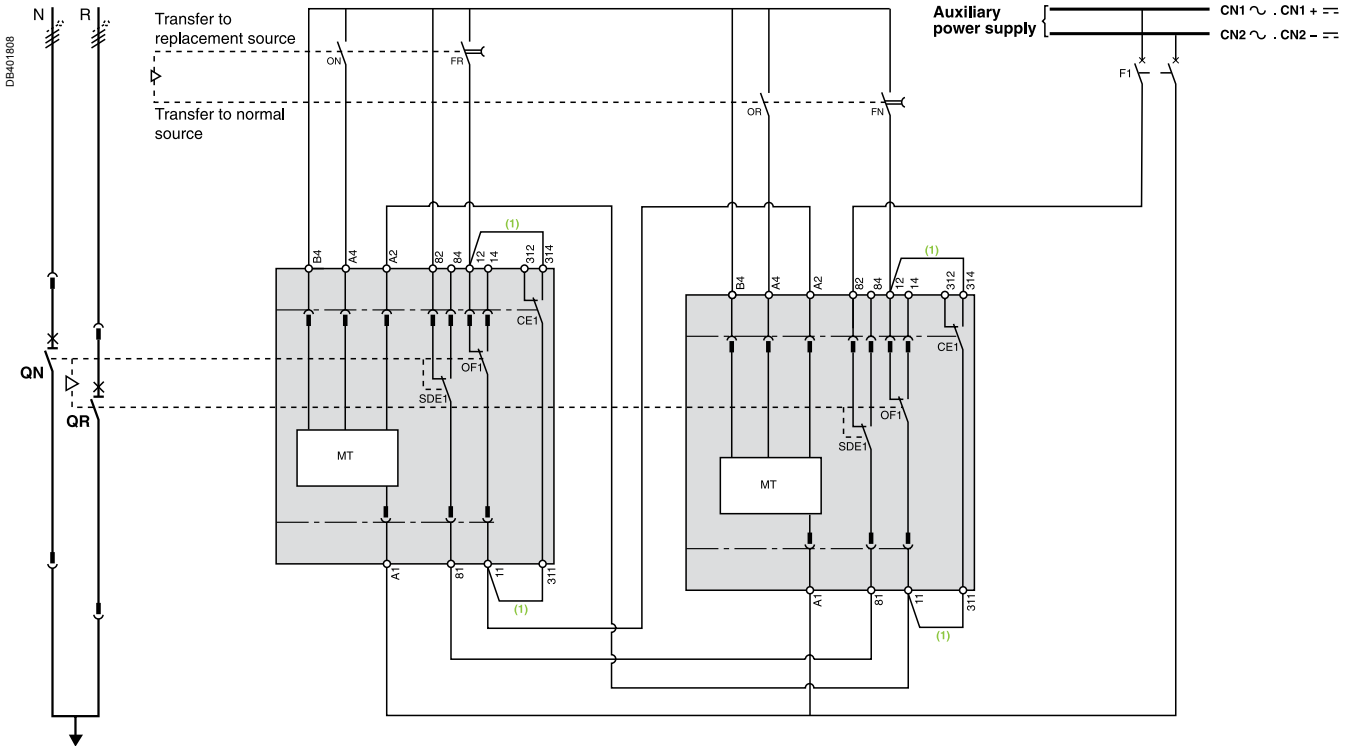 N R
DB401808
Transfer to
replacement source
ON FR
Transfer to normal
source
OR FN
Auxiliary
power supply
CN1 ∼ . CN1 + ⎓
CN2 ∼ . CN2 – ⎓
F1
(1)
B4 A4 A2 82 84 12 14 312 314
CE1
OF1
SDE1
MT
A1 81 11 311
(1)
QN
QR
(1)
B4 A4 A2 82 84 12 14 312 314
CE1
OF1
SDE1
MT
A1 81 11 311
(1)